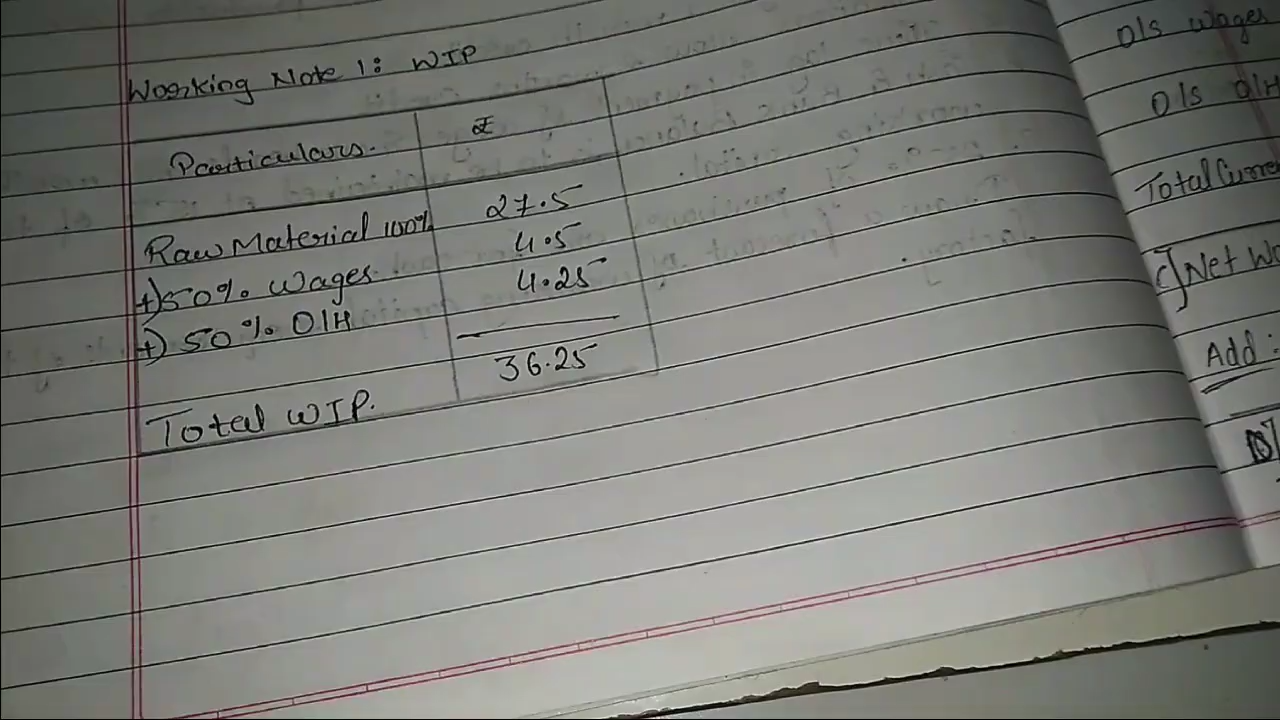 Working Note 1: WIP
Particulars. ₹
Raw Material 100% 27.5
+) 50% Wages. 4.5
+) 50% O/H 4.25
36.25
Total WIP.
O/S Wages
O/S O/H
Total Curre
c] Net Wo
Add: